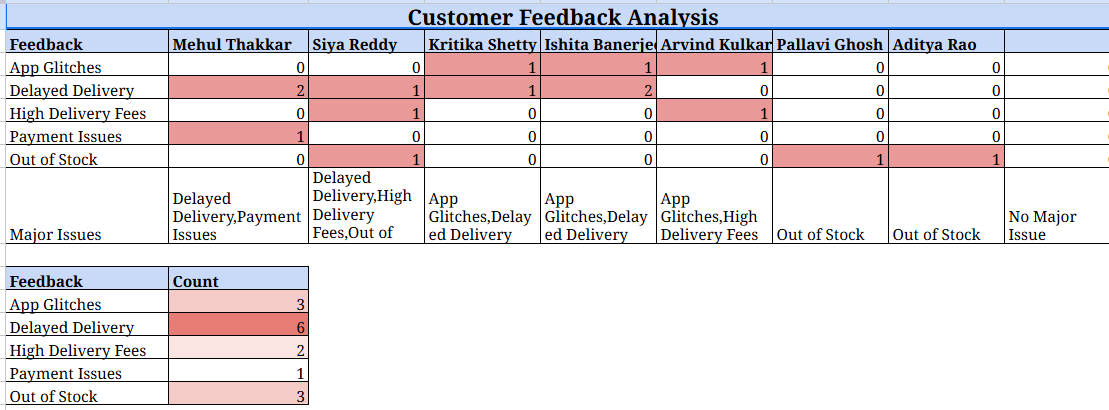 Customer Feedback Analysis
Feedback Mehul Thakkar Siya Reddy Kritika Shetty Ishita Banerjee Arvind Kulkar Pallavi Ghosh Aditya Rao
App Glitches 0 0 1 1 1 0 0
Delayed Delivery 2 1 1 2 0 0 0
High Delivery Fees 0 1 0 0 1 0 0
Payment Issues 1 0 0 0 0 0 0
Out of Stock 0 1 0 0 0 1 1
Major Issues Delayed Delivery,Payment Issues Delayed Delivery,High Delivery Fees,Out of App Glitches,Delayed Delivery App Glitches,Delayed Delivery App Glitches,High Delivery Fees Out of Stock Out of Stock No Major Issue
Feedback Count
App Glitches 3
Delayed Delivery 6
High Delivery Fees 2
Payment Issues 1
Out of Stock 3